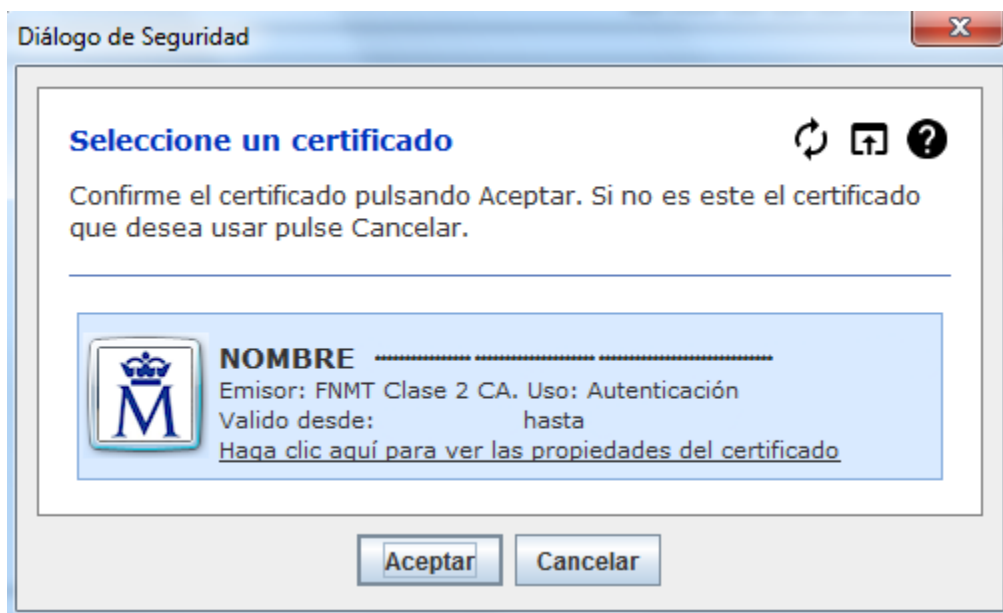 Diálogo de Seguridad
Seleccione un certificado
Confirme el certificado pulsando Aceptar. Si no es este el certificado
que desea usar pulse Cancelar.
NOMBRE
Emisor: FNMT Clase 2 CA. Uso: Autenticación
Valido desde: hasta
Haga clic aquí para ver las propiedades del certificado
Aceptar Cancelar